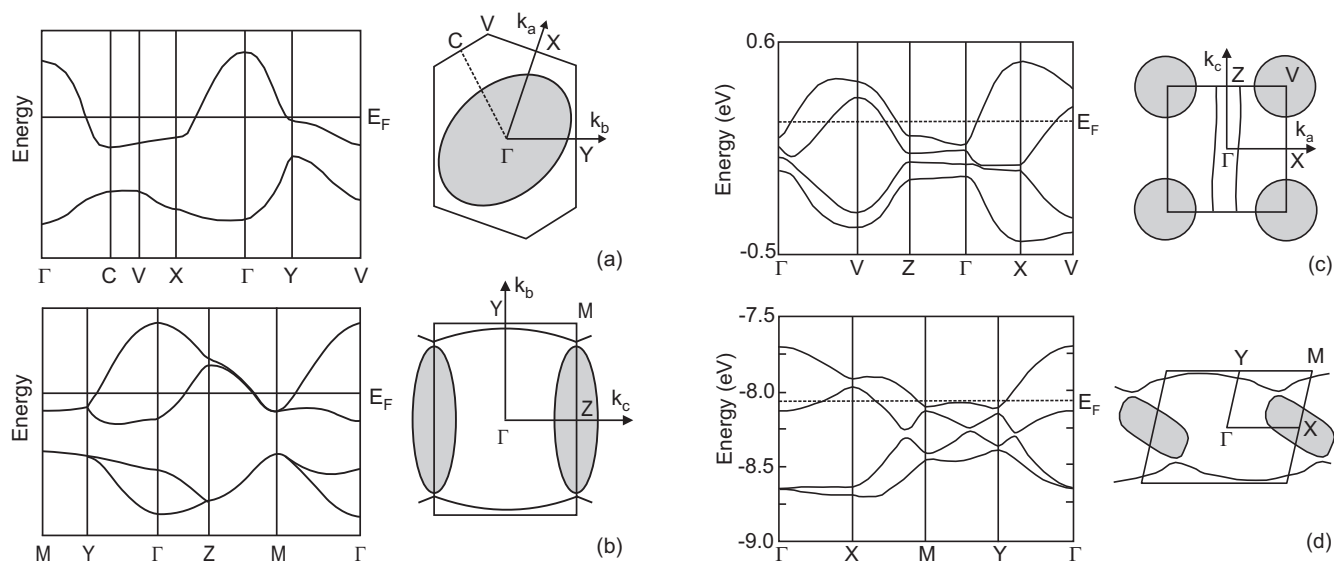 Energy
E_F
Γ C V X Γ Y V
C V k_a X
k_b
Γ Y
(a)
Energy
E_F
M Y Γ Z M Γ
k_b
Y M
k_c
Z
Γ
(b)
0.6
Energy (eV)
E_F
-0.5
Γ V Z Γ X V
k_c Z V
k_a
Γ X
(c)
-7.5
-8.0
Energy (eV)
E_F
-8.5
-9.0
Γ X M Y Γ
Y M
Γ X
(d)